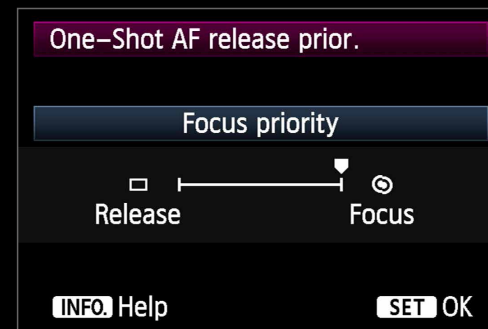 One-Shot AF release prior.
Focus priority
Release Focus
INFO. Help SET OK